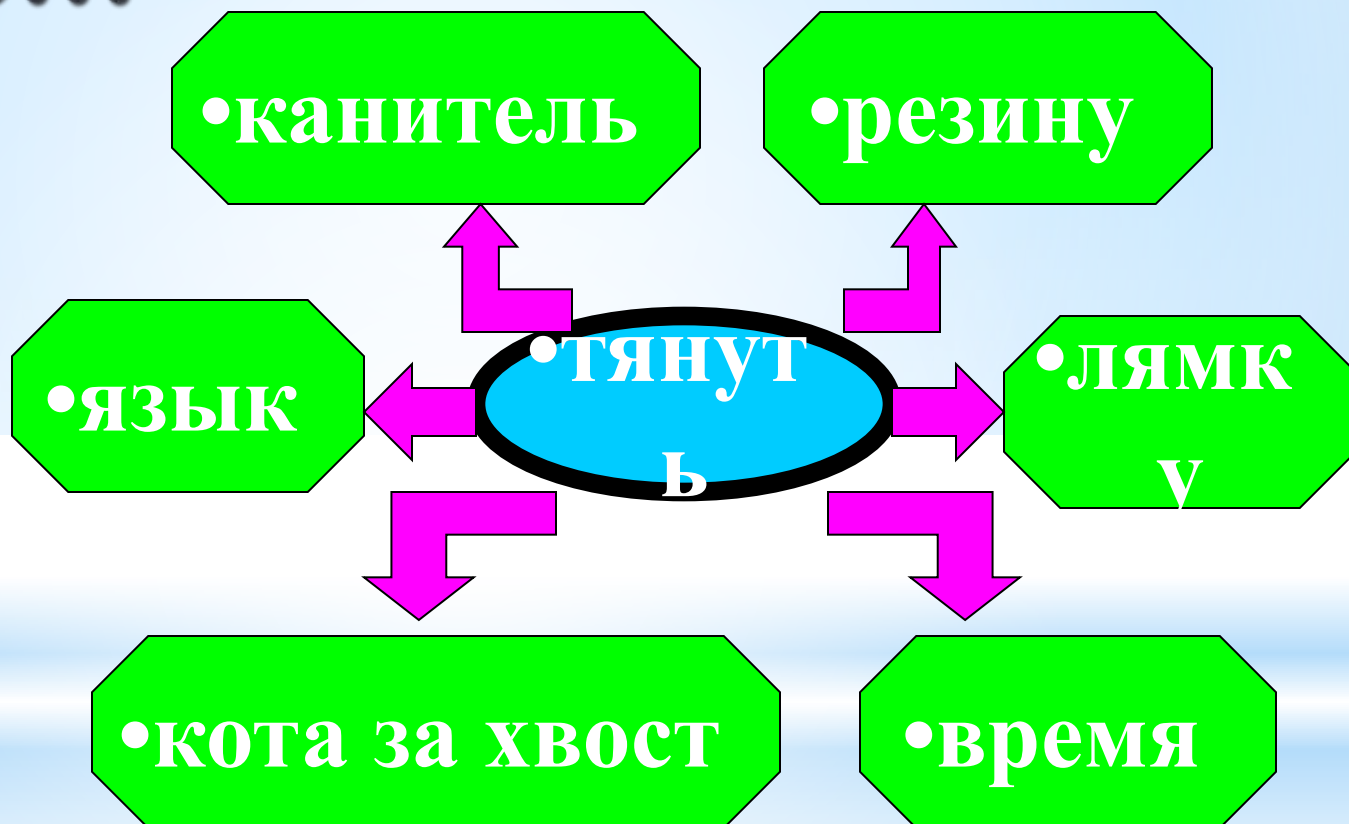 •канитель
•резину
•язык
•тянут
ь
•лямк
у
•кота за хвост
•время